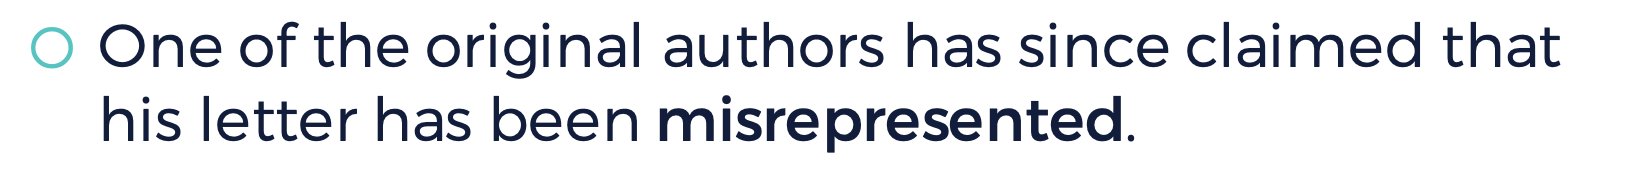 One of the original authors has since claimed that
his letter has been misrepresented.